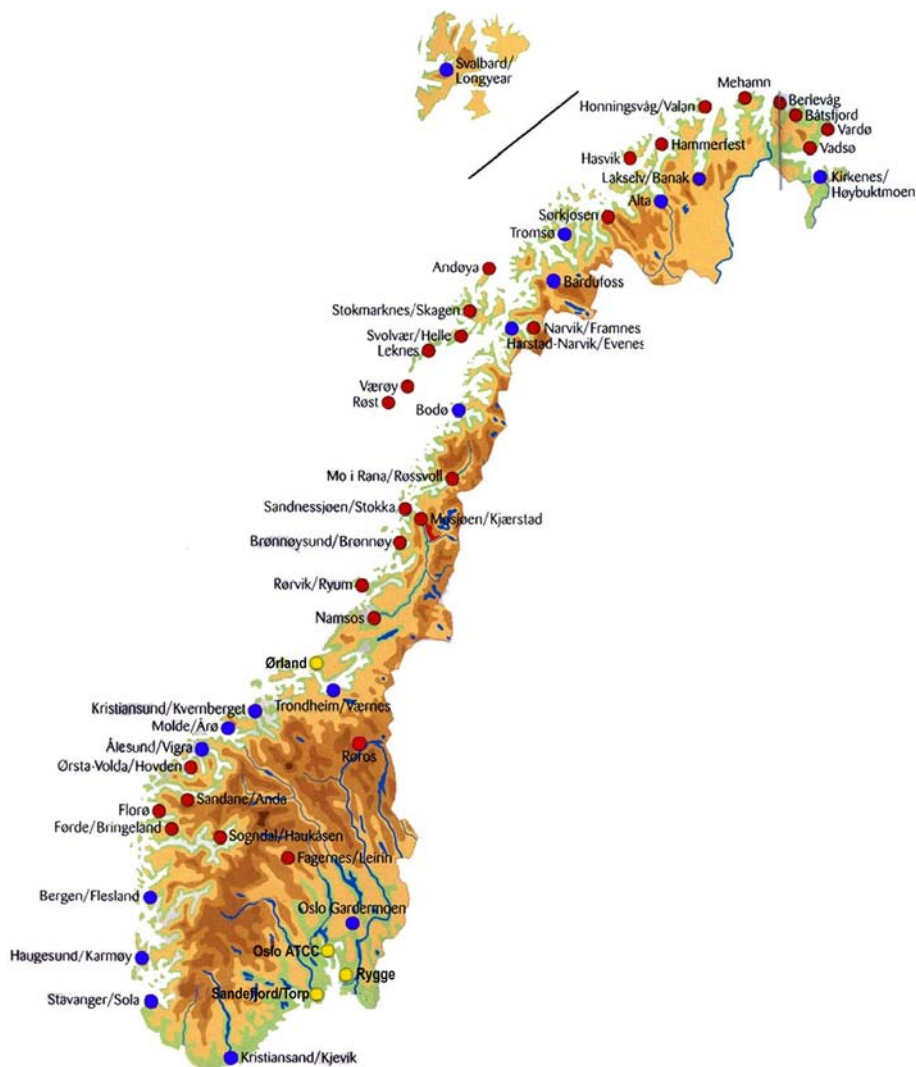 Svalbard/
Longyear
Mehamn
Honningsvåg/Valan
Berlevåg
Båtsfjord
Vardø
Hammerfest
Vadsø
Hasvik
Lakselv/Banak
Kirkenes/
Høybuktmoen
Alta
Sørkjosen
Tromsø
Andøya
Bardufoss
Stokmarknes/Skagen
Narvik/Framnes
Svolvær/Helle
Harstad-Narvik/Evenes
Leknes
Værøy
Røst
Bodø
Mo i Rana/Røssvoll
Sandnessjøen/Stokka
Mosjøen/Kjærstad
Brønnøysund/Brønnøy
Rørvik/Ryum
Namsos
Ørland
Trondheim/Værnes
Kristiansund/Kvernberget
Molde/Årø
Ålesund/Vigra
Røros
Ørsta-Volda/Hovden
Sandane/Anda
Florø
Førde/Bringeland
Sogndal/Haukåsen
Fagernes/Leirin
Bergen/Flesland
Oslo Gardermoen
Oslo ATCC
Haugesund/Karmøy
Rygge
Sandefjord/Torp
Stavanger/Sola
Kristiansand/Kjevik